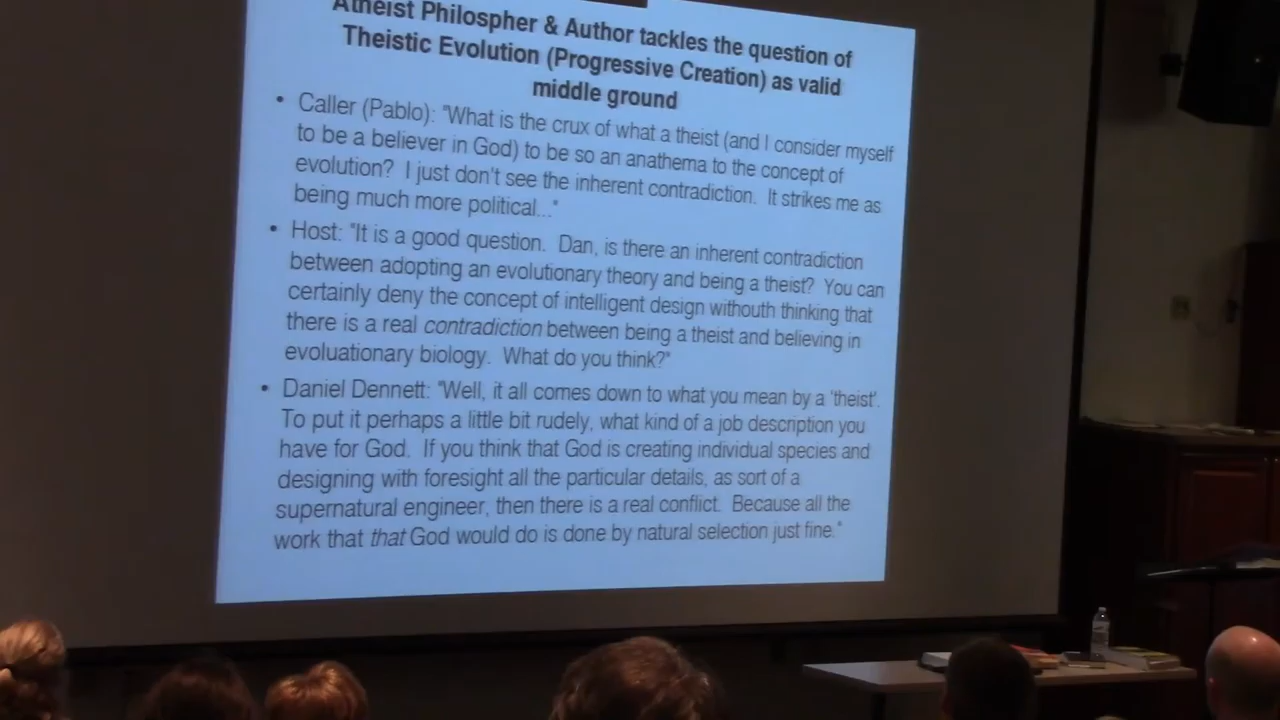 Atheist Philospher & Author tackles the question of
Theistic Evolution (Progressive Creation) as valid
middle ground
• Caller (Pablo): "What is the crux of what a theist (and I consider myself
to be a believer in God) to be so an anathema to the concept of
evolution? I just don't see the inherent contradiction. It strikes me as
being much more political..."
• Host: "It is a good question. Dan, is there an inherent contradiction
between adopting an evolutionary theory and being a theist? You can
certainly deny the concept of intelligent design withouth thinking that
there is a real contradiction between being a theist and believing in
evoluationary biology. What do you think?"
• Daniel Dennett: "Well, it all comes down to what you mean by a 'theist'.
To put it perhaps a little bit rudely, what kind of a job description you
have for God. If you think that God is creating individual species and
designing with foresight all the particular details, as sort of a
supernatural engineer, then there is a real conflict. Because all the
work that that God would do is done by natural selection just fine."